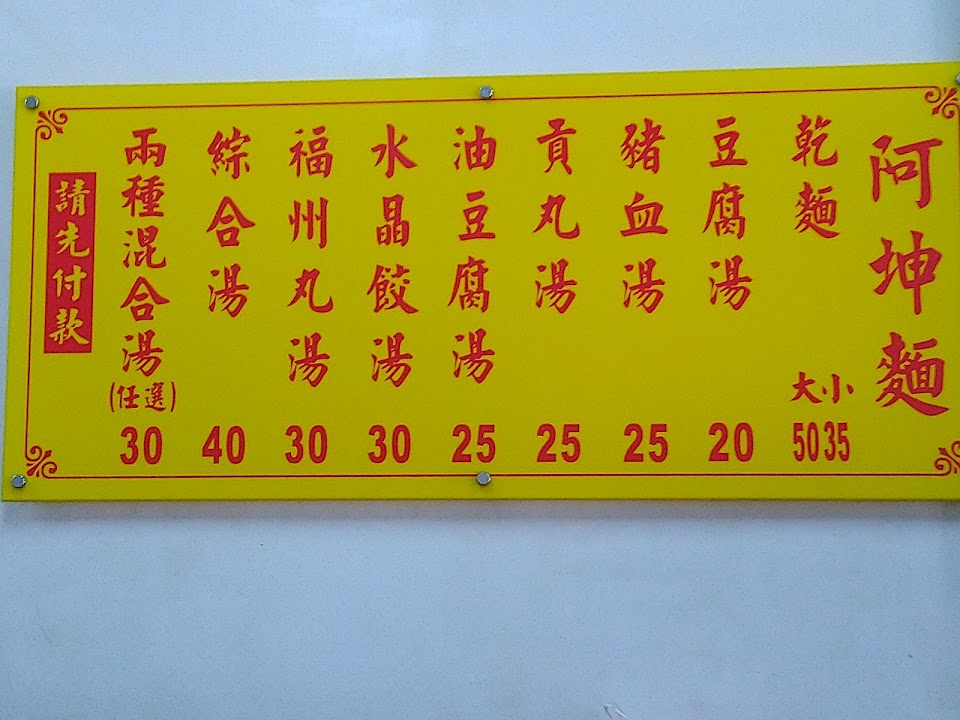 阿坤麵
乾麵
大小
50 35
豆腐湯
20
豬血湯
25
貢丸湯
25
油豆腐湯
25
水晶餃湯
30
福州丸湯
30
綜合湯
40
兩種混合湯
(任選)
30
請先付款